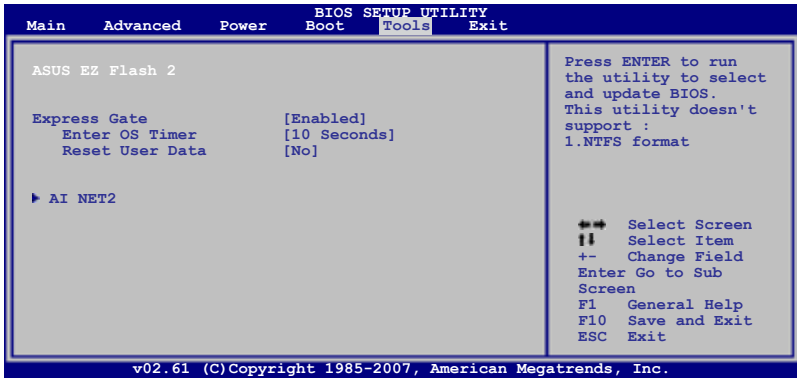 BIOS SETUP UTILITY
Main Advanced Power Boot Tools Exit
ASUS EZ Flash 2
Express Gate [Enabled]
Enter OS Timer [10 Seconds]
Reset User Data [No]
AI NET2
Press ENTER to run
the utility to select
and update BIOS.
This utility doesn't
support :
1.NTFS format
Select Screen
Select Item
+- Change Field
Enter Go to Sub
Screen
F1 General Help
F10 Save and Exit
ESC Exit
v02.61 (C)Copyright 1985-2007, American Megatrends, Inc.